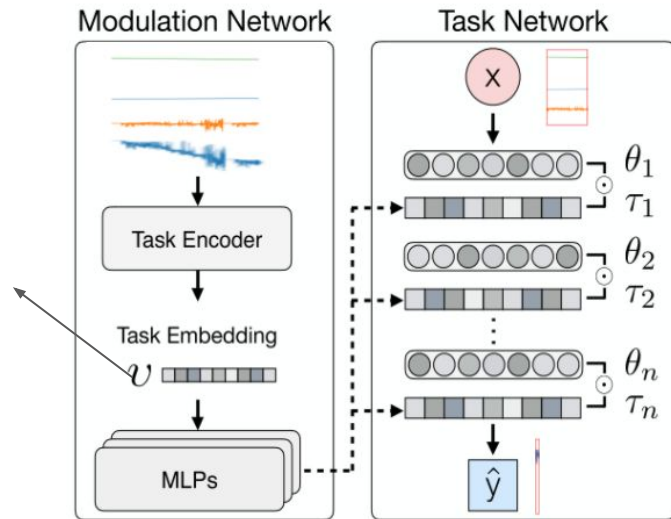 Modulation Network
Task Network
Task Encoder
Task Embedding
υ
MLPs
x
θ1
⊙
τ1
θ2
⊙
τ2
⋮
θn
⊙
τn
ŷ